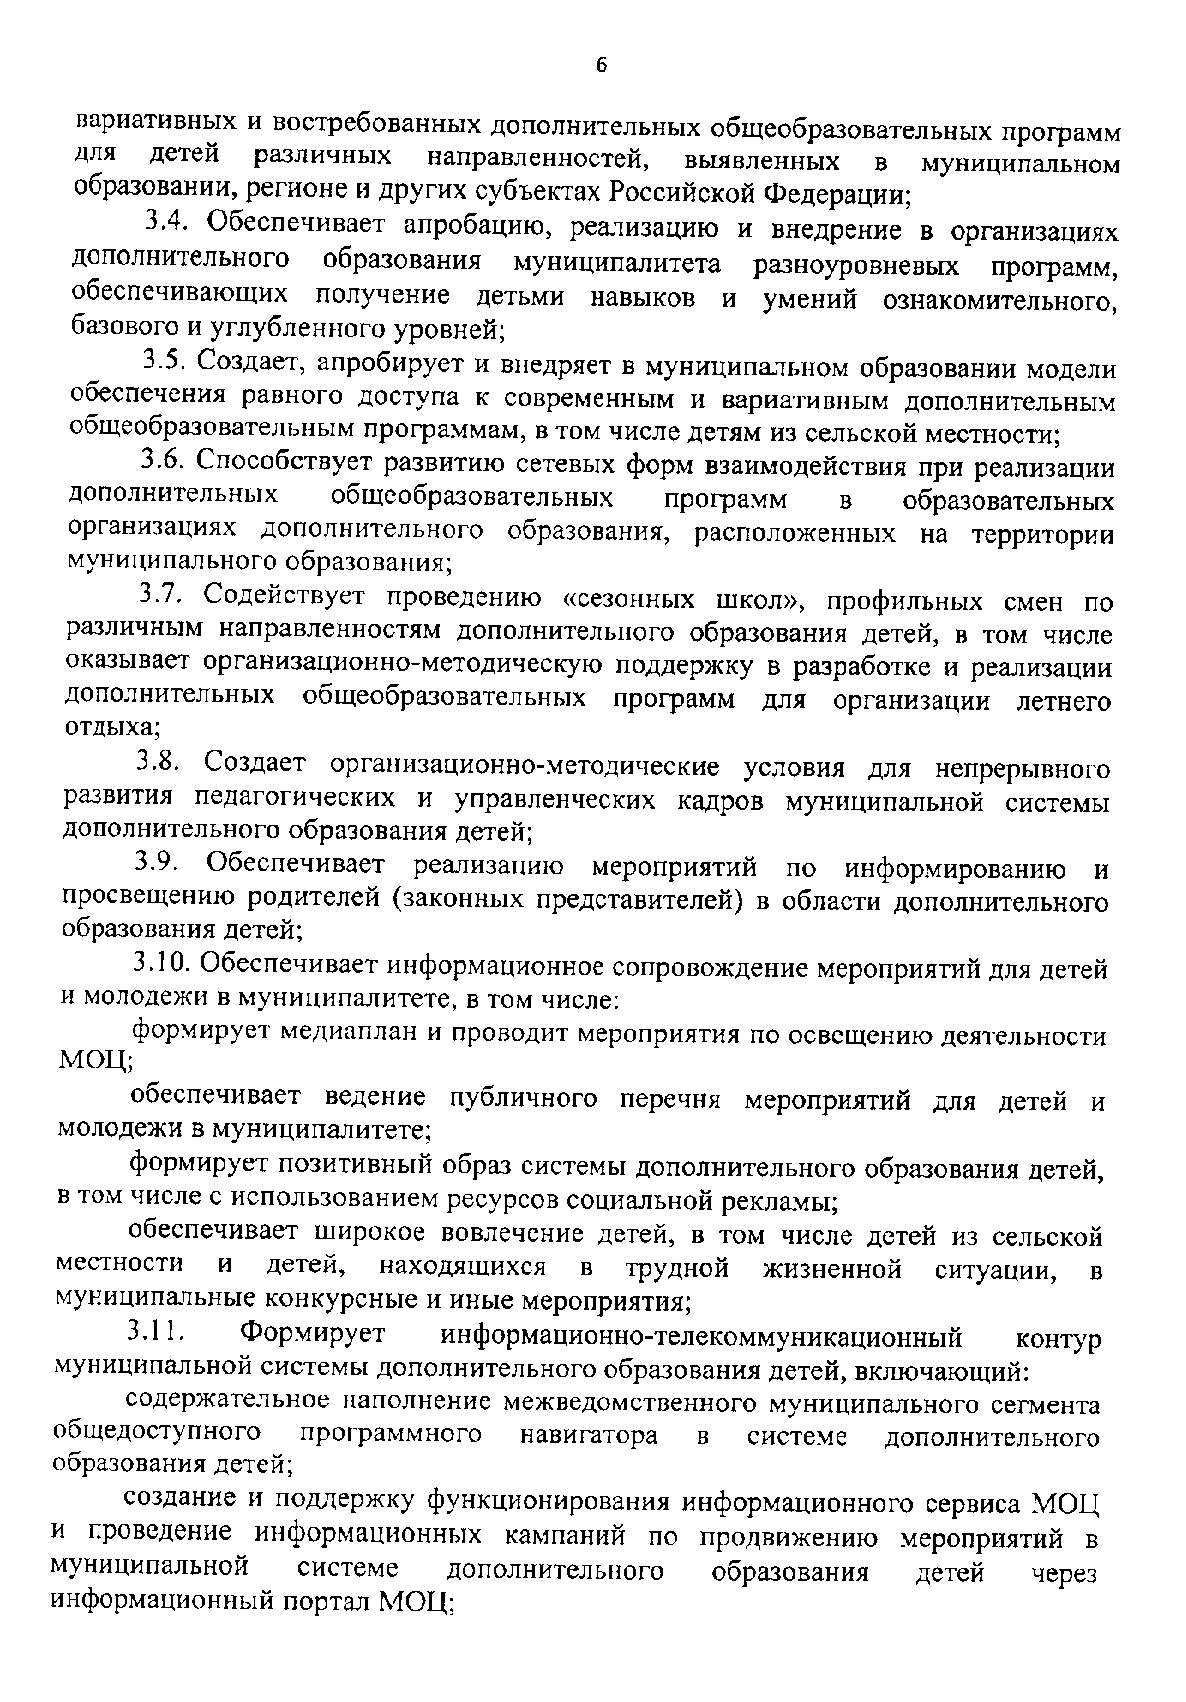 6
вариативных и востребованных дополнительных общеобразовательных программ
для детей различных направленностей, выявленных в муниципальном
образовании, регионе и других субъектах Российской Федерации;
3.4. Обеспечивает апробацию, реализацию и внедрение в организациях
дополнительного образования муниципалитета разноуровневых программ,
обеспечивающих получение детьми навыков и умений ознакомительного,
базового и углубленного уровней;
3.5. Создает, апробирует и внедряет в муниципальном образовании модели
обеспечения равного доступа к современным и вариативным дополнительным
общеобразовательным программам, в том числе детям из сельской местности;
3.6. Способствует развитию сетевых форм взаимодействия при реализации
дополнительных общеобразовательных программ в образовательных
организациях дополнительного образования, расположенных на территории
муниципального образования;
3.7. Содействует проведению «сезонных школ», профильных смен по
различным направленностям дополнительного образования детей, в том числе
оказывает организационно-методическую поддержку в разработке и реализации
дополнительных общеобразовательных программ для организации летнего
отдыха;
3.8. Создает организационно-методические условия для непрерывного
развития педагогических и управленческих кадров муниципальной системы
дополнительного образования детей;
3.9. Обеспечивает реализацию мероприятий по информированию и
просвещению родителей (законных представителей) в области дополнительного
образования детей;
3.10. Обеспечивает информационное сопровождение мероприятий для детей
и молодежи в муниципалитете, в том числе:
формирует медиаплан и проводит мероприятия по освещению деятельности
МОЦ;
обеспечивает ведение публичного перечня мероприятий для детей и
молодежи в муниципалитете;
формирует позитивный образ системы дополнительного образования детей,
в том числе с использованием ресурсов социальной рекламы;
обеспечивает широкое вовлечение детей, в том числе детей из сельской
местности и детей, находящихся в трудной жизненной ситуации, в
муниципальные конкурсные и иные мероприятия;
3.11. Формирует информационно-телекоммуникационный контур
муниципальной системы дополнительного образования детей, включающий:
содержательное наполнение межведомственного муниципального сегмента
общедоступного программного навигатора в системе дополнительного
образования детей;
создание и поддержку функционирования информационного сервиса МОЦ
и проведение информационных кампаний по продвижению мероприятий в
муниципальной системе дополнительного образования детей через
информационный портал МОЦ;